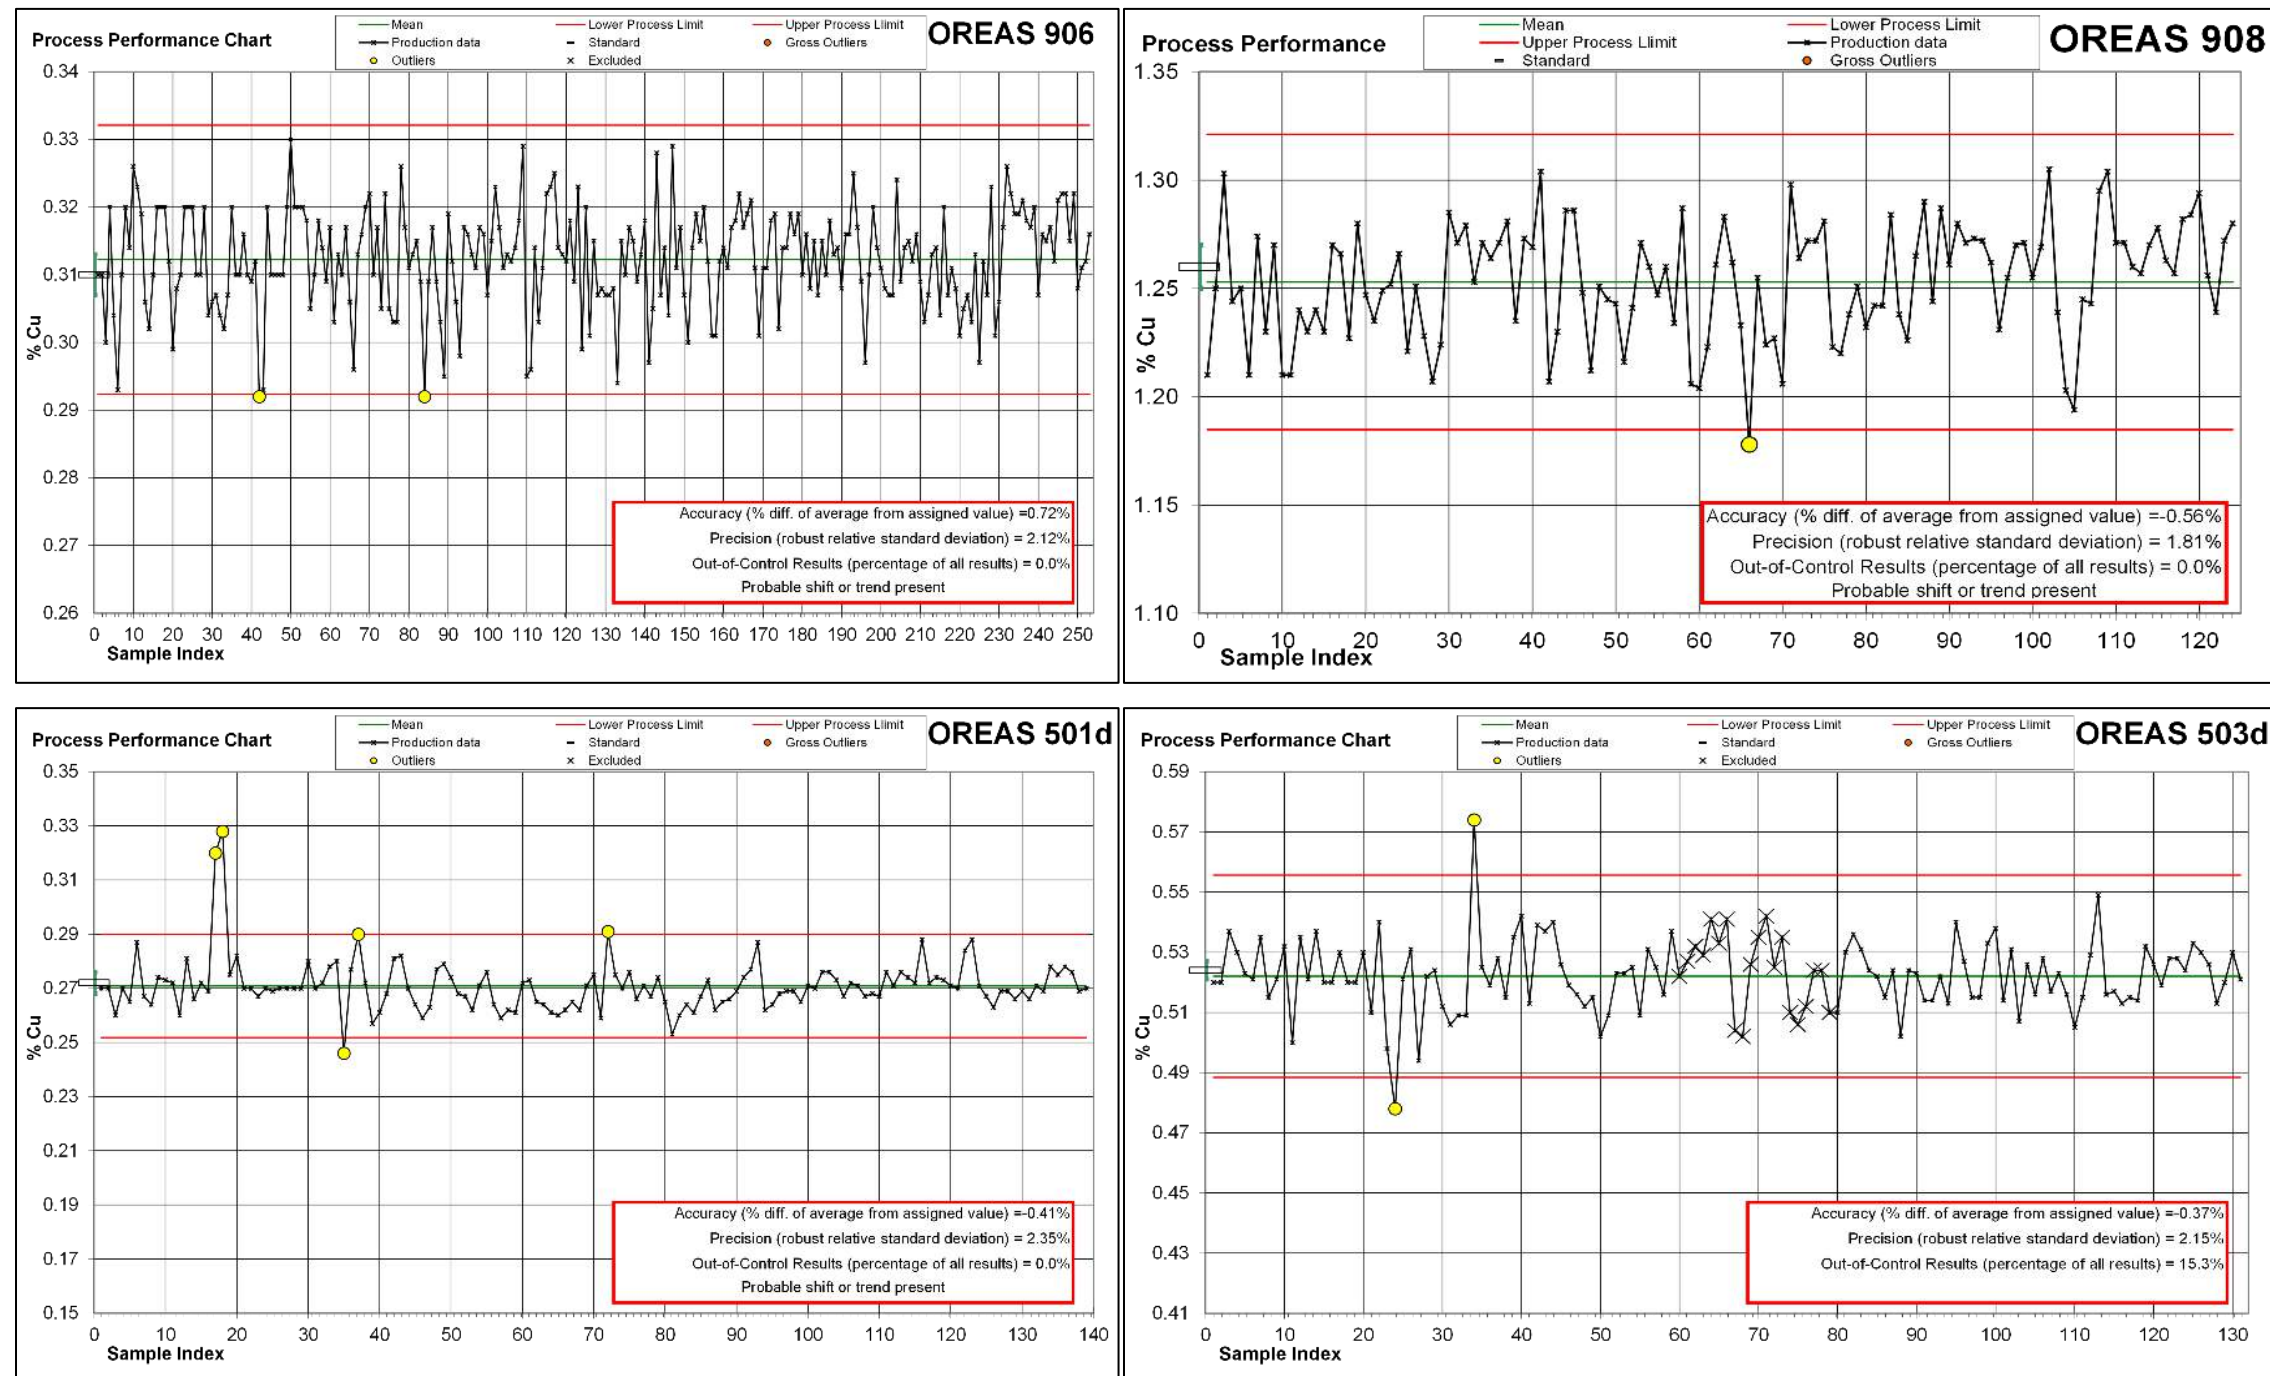 Process Performance Chart
Mean Lower Process Llimit Upper Process Llimit
Production data Standard Gross Outliers
Outliers Excluded
OREAS 906
0.34
0.33
0.32
0.31
0.30
0.29
0.28
0.27
0.26
% Cu
Accuracy (% diff. of average from assigned value) =0.72%
Precision (robust relative standard deviation) = 2.12%
Out-of-Control Results (percentage of all results) = 0.0%
Probable shift or trend present
0 10 20 30 40 50 60 70 80 90 100 110 120 130 140 150 160 170 180 190 200 210 220 230 240 250
Sample Index
Process Performance
Mean Lower Process Limit
Upper Process Llimit Production data
Standard Gross Outliers
OREAS 908
1.35
1.30
1.25
1.20
1.15
1.10
% Cu
Accuracy (% diff. of average from assigned value) =-0.56%
Precision (robust relative standard deviation) = 1.81%
Out-of-Control Results (percentage of all results) = 0.0%
Probable shift or trend present
0 10 20 30 40 50 60 70 80 90 100 110 120
Sample Index
Process Performance Chart
Mean Lower Process Llimit Upper Process Llimit
Production data Standard Gross Outliers
Outliers Excluded
OREAS 501d
0.35
0.33
0.31
0.29
0.27
0.25
0.23
0.21
0.19
0.17
0.15
% Cu
Accuracy (% diff. of average from assigned value) =-0.41%
Precision (robust relative standard deviation) = 2.35%
Out-of-Control Results (percentage of all results) = 0.0%
Probable shift or trend present
0 10 20 30 40 50 60 70 80 90 100 110 120 130 140
Sample Index
Process Performance Chart
Mean Lower Process Llimit Upper Process Llimit
Production data Standard Gross Outliers
Outliers Excluded
OREAS 503d
0.59
0.57
0.55
0.53
0.51
0.49
0.47
0.45
0.43
0.41
% Cu
Accuracy (% diff. of average from assigned value) =-0.37%
Precision (robust relative standard deviation) = 2.15%
Out-of-Control Results (percentage of all results) = 15.3%
0 10 20 30 40 50 60 70 80 90 100 110 120 130
Sample Index